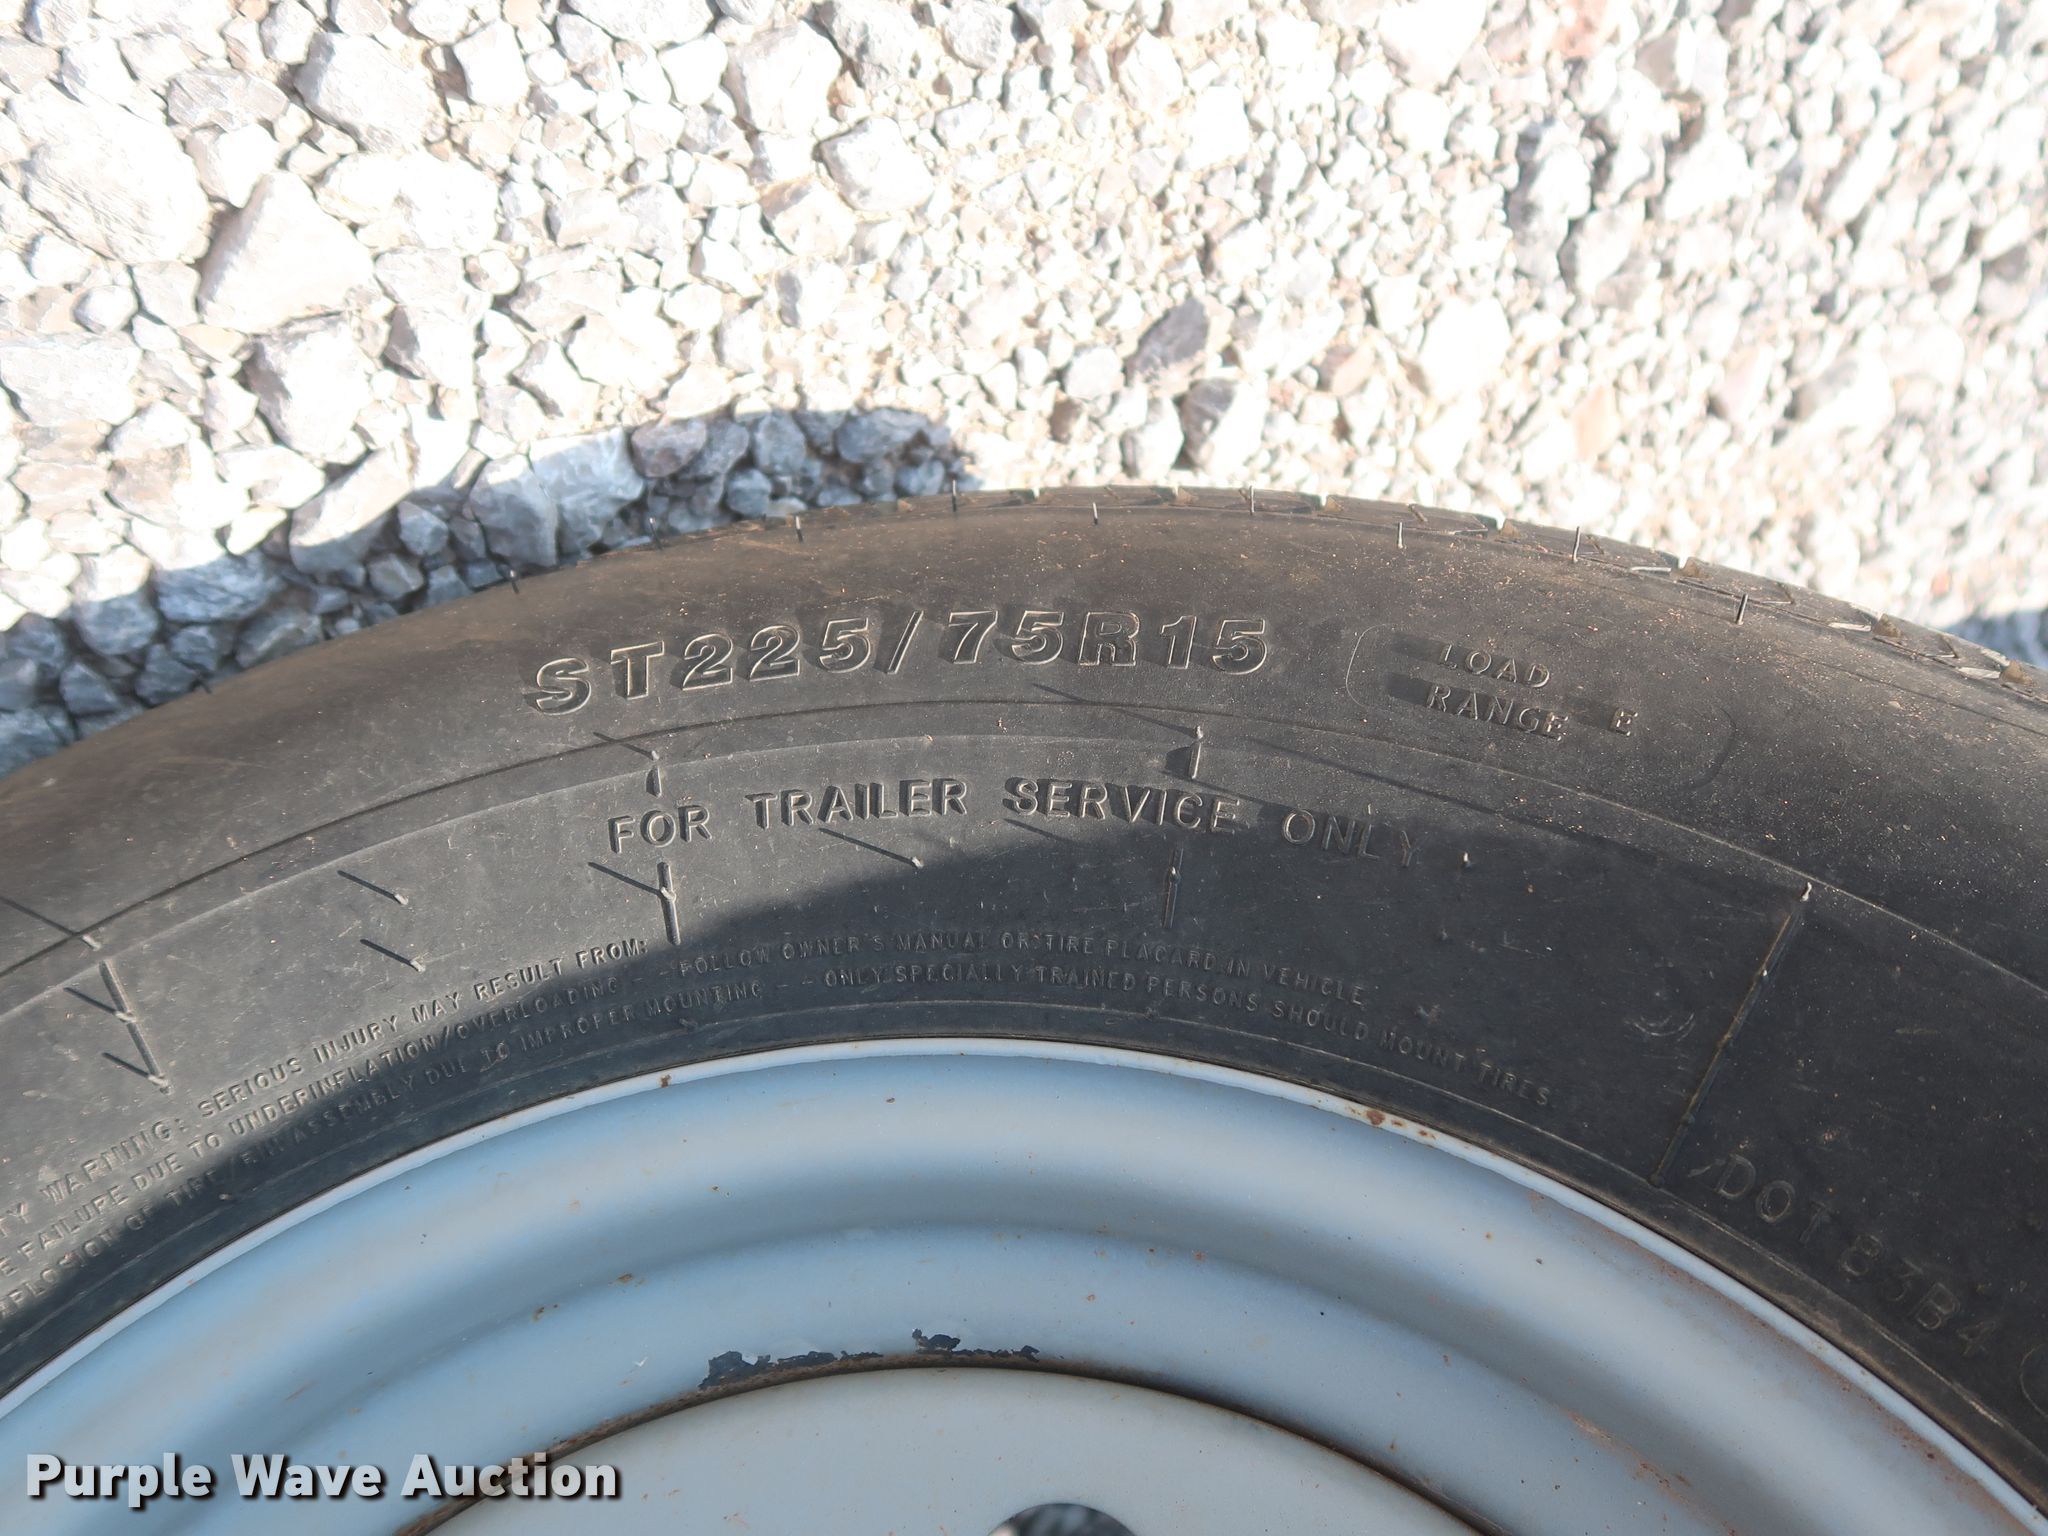 ST225/75R15
LOAD
RANGE E
FOR TRAILER SERVICE ONLY
TY WARNING: SERIOUS INJURY MAY RESULT FROM:
E FAILURE DUE TO UNDERINFLATION/OVERLOADING -- FOLLOW OWNER'S MANUAL OR TIRE PLACARD IN VEHICLE
XPLOSION OF TIRE/RIM ASSEMBLY DUE TO IMPROPER MOUNTING -- ONLY SPECIALLY TRAINED PERSONS SHOULD MOUNT TIRES
DOT 83B4
Purple Wave Auction